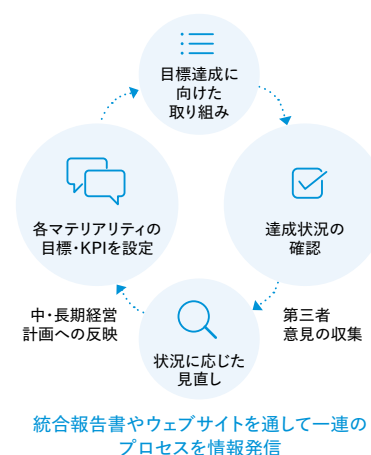 目標達成に
向けた
取り組み
各マテリアリティの
目標・KPIを設定
達成状況の
確認
中・長期経営
計画への反映
第三者
意見の収集
状況に応じた
見直し
統合報告書やウェブサイトを通して一連の
プロセスを情報発信